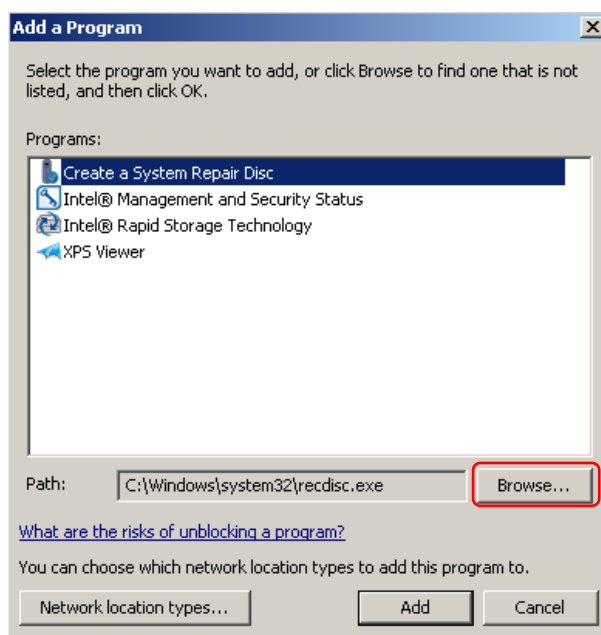 Add a Program
Select the program you want to add, or click Browse to find one that is not
listed, and then click OK.
Programs:
Create a System Repair Disc
Intel® Management and Security Status
Intel® Rapid Storage Technology
XPS Viewer
Path:
C:\Windows\system32\recdisc.exe
Browse...
What are the risks of unblocking a program?
You can choose which network location types to add this program to.
Network location types...
Add
Cancel